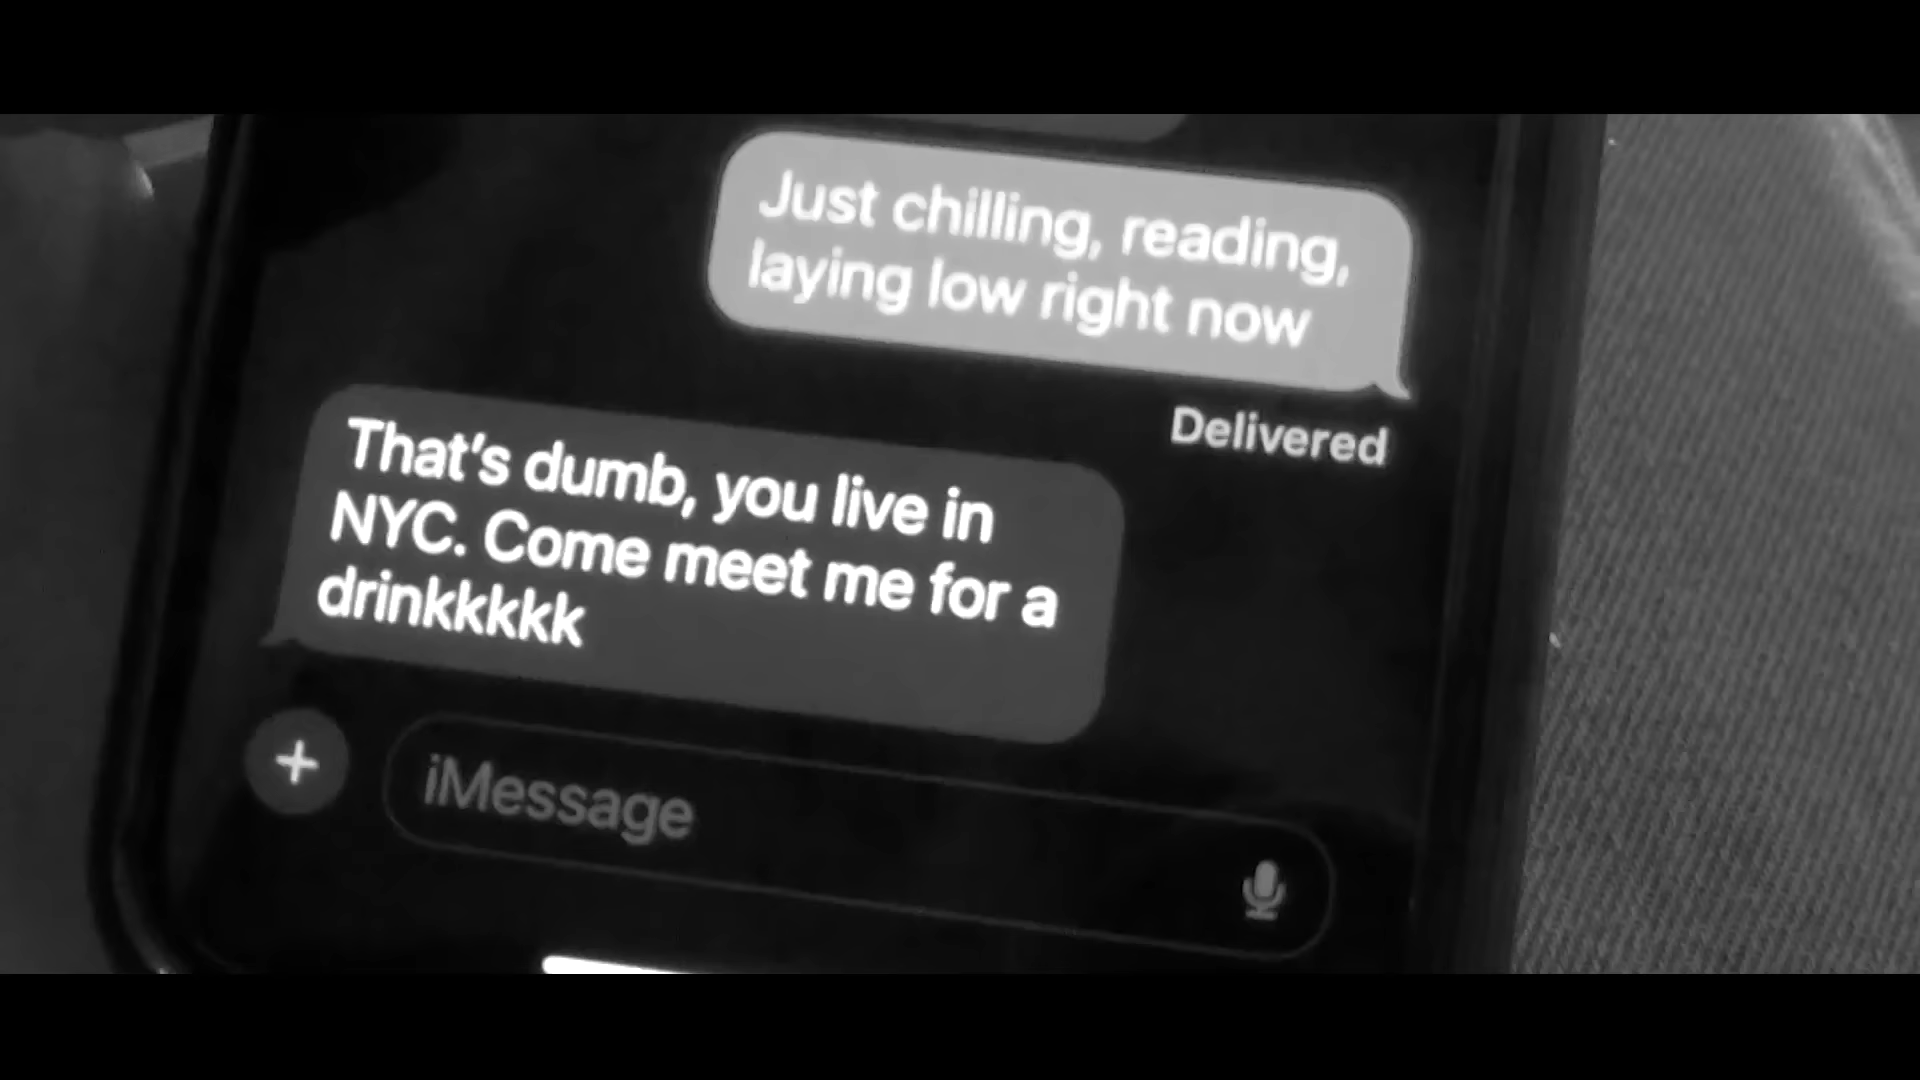 Just chilling, reading,
laying low right now
Delivered
That's dumb, you live in
NYC. Come meet me for a
drinkkkkk
iMessage